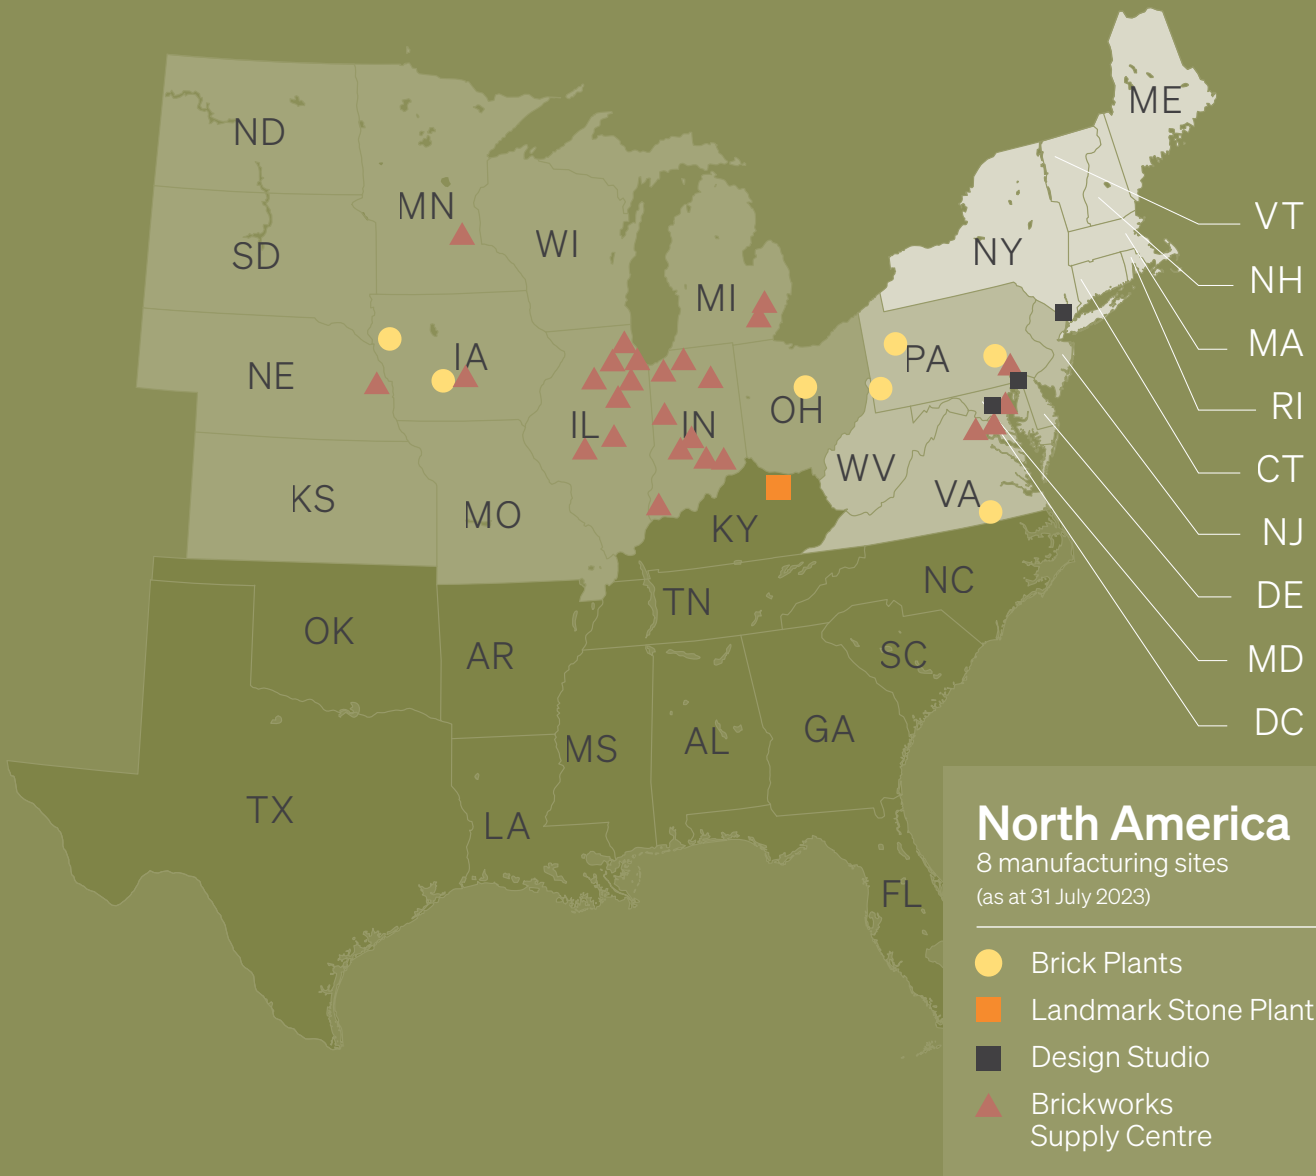 ME
ND
MN
VT
WI
NY
SD
NH
MI
MA
IA
PA
NE
RI
OH
IL
IN
CT
WV
KS
VA
MO
KY
NJ
NC
TN
DE
OK
AR
SC
MD
DC
GA
AL
MS
TX
LA
FL
North America
8 manufacturing sites
(as at 31 July 2023)
Brick Plants
Landmark Stone Plant
Design Studio
Brickworks
Supply Centre